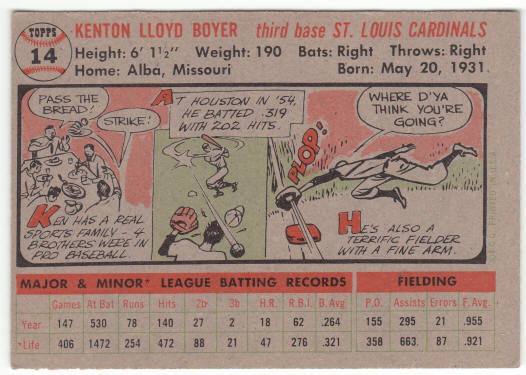 TOPPS
14
KENTON LLOYD BOYER third base ST. LOUIS CARDINALS
Height: 6' 1½" Weight: 190 Bats: Right Throws: Right
Home: Alba, Missouri Born: May 20, 1931
PASS THE
BREAD!
STRIKE!
KEN HAS A REAL
SPORTS FAMILY - 4
BROTHERS WERE IN
PRO BASEBALL.
AT HOUSTON IN '54,
HE BATTED .319
WITH 202 HITS.
WHERE D'YA
THINK YOU'RE
GOING?
PLOP!
HE'S ALSO A
TERRIFIC FIELDER
WITH A FINE ARM.
MAJOR & MINOR* LEAGUE BATTING RECORDS FIELDING
Games At Bat Runs Hits 2b 3b H.R. R.B.I. B. Avg. P.O. Assists Errors F. Avg.
Year 147 530 78 140 27 2 18 62 .264 155 295 21 .955
*Life 406 1472 254 472 88 21 47 276 .321 358 663 87 .921